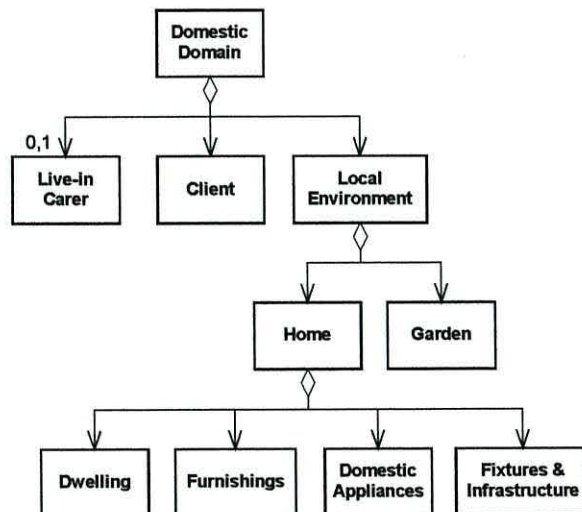 Domestic
Domain
0,1
Live-in
Carer
Client
Local
Environment
Home
Garden
Dwelling
Furnishings
Domestic
Appliances
Fixtures &
Infrastructure